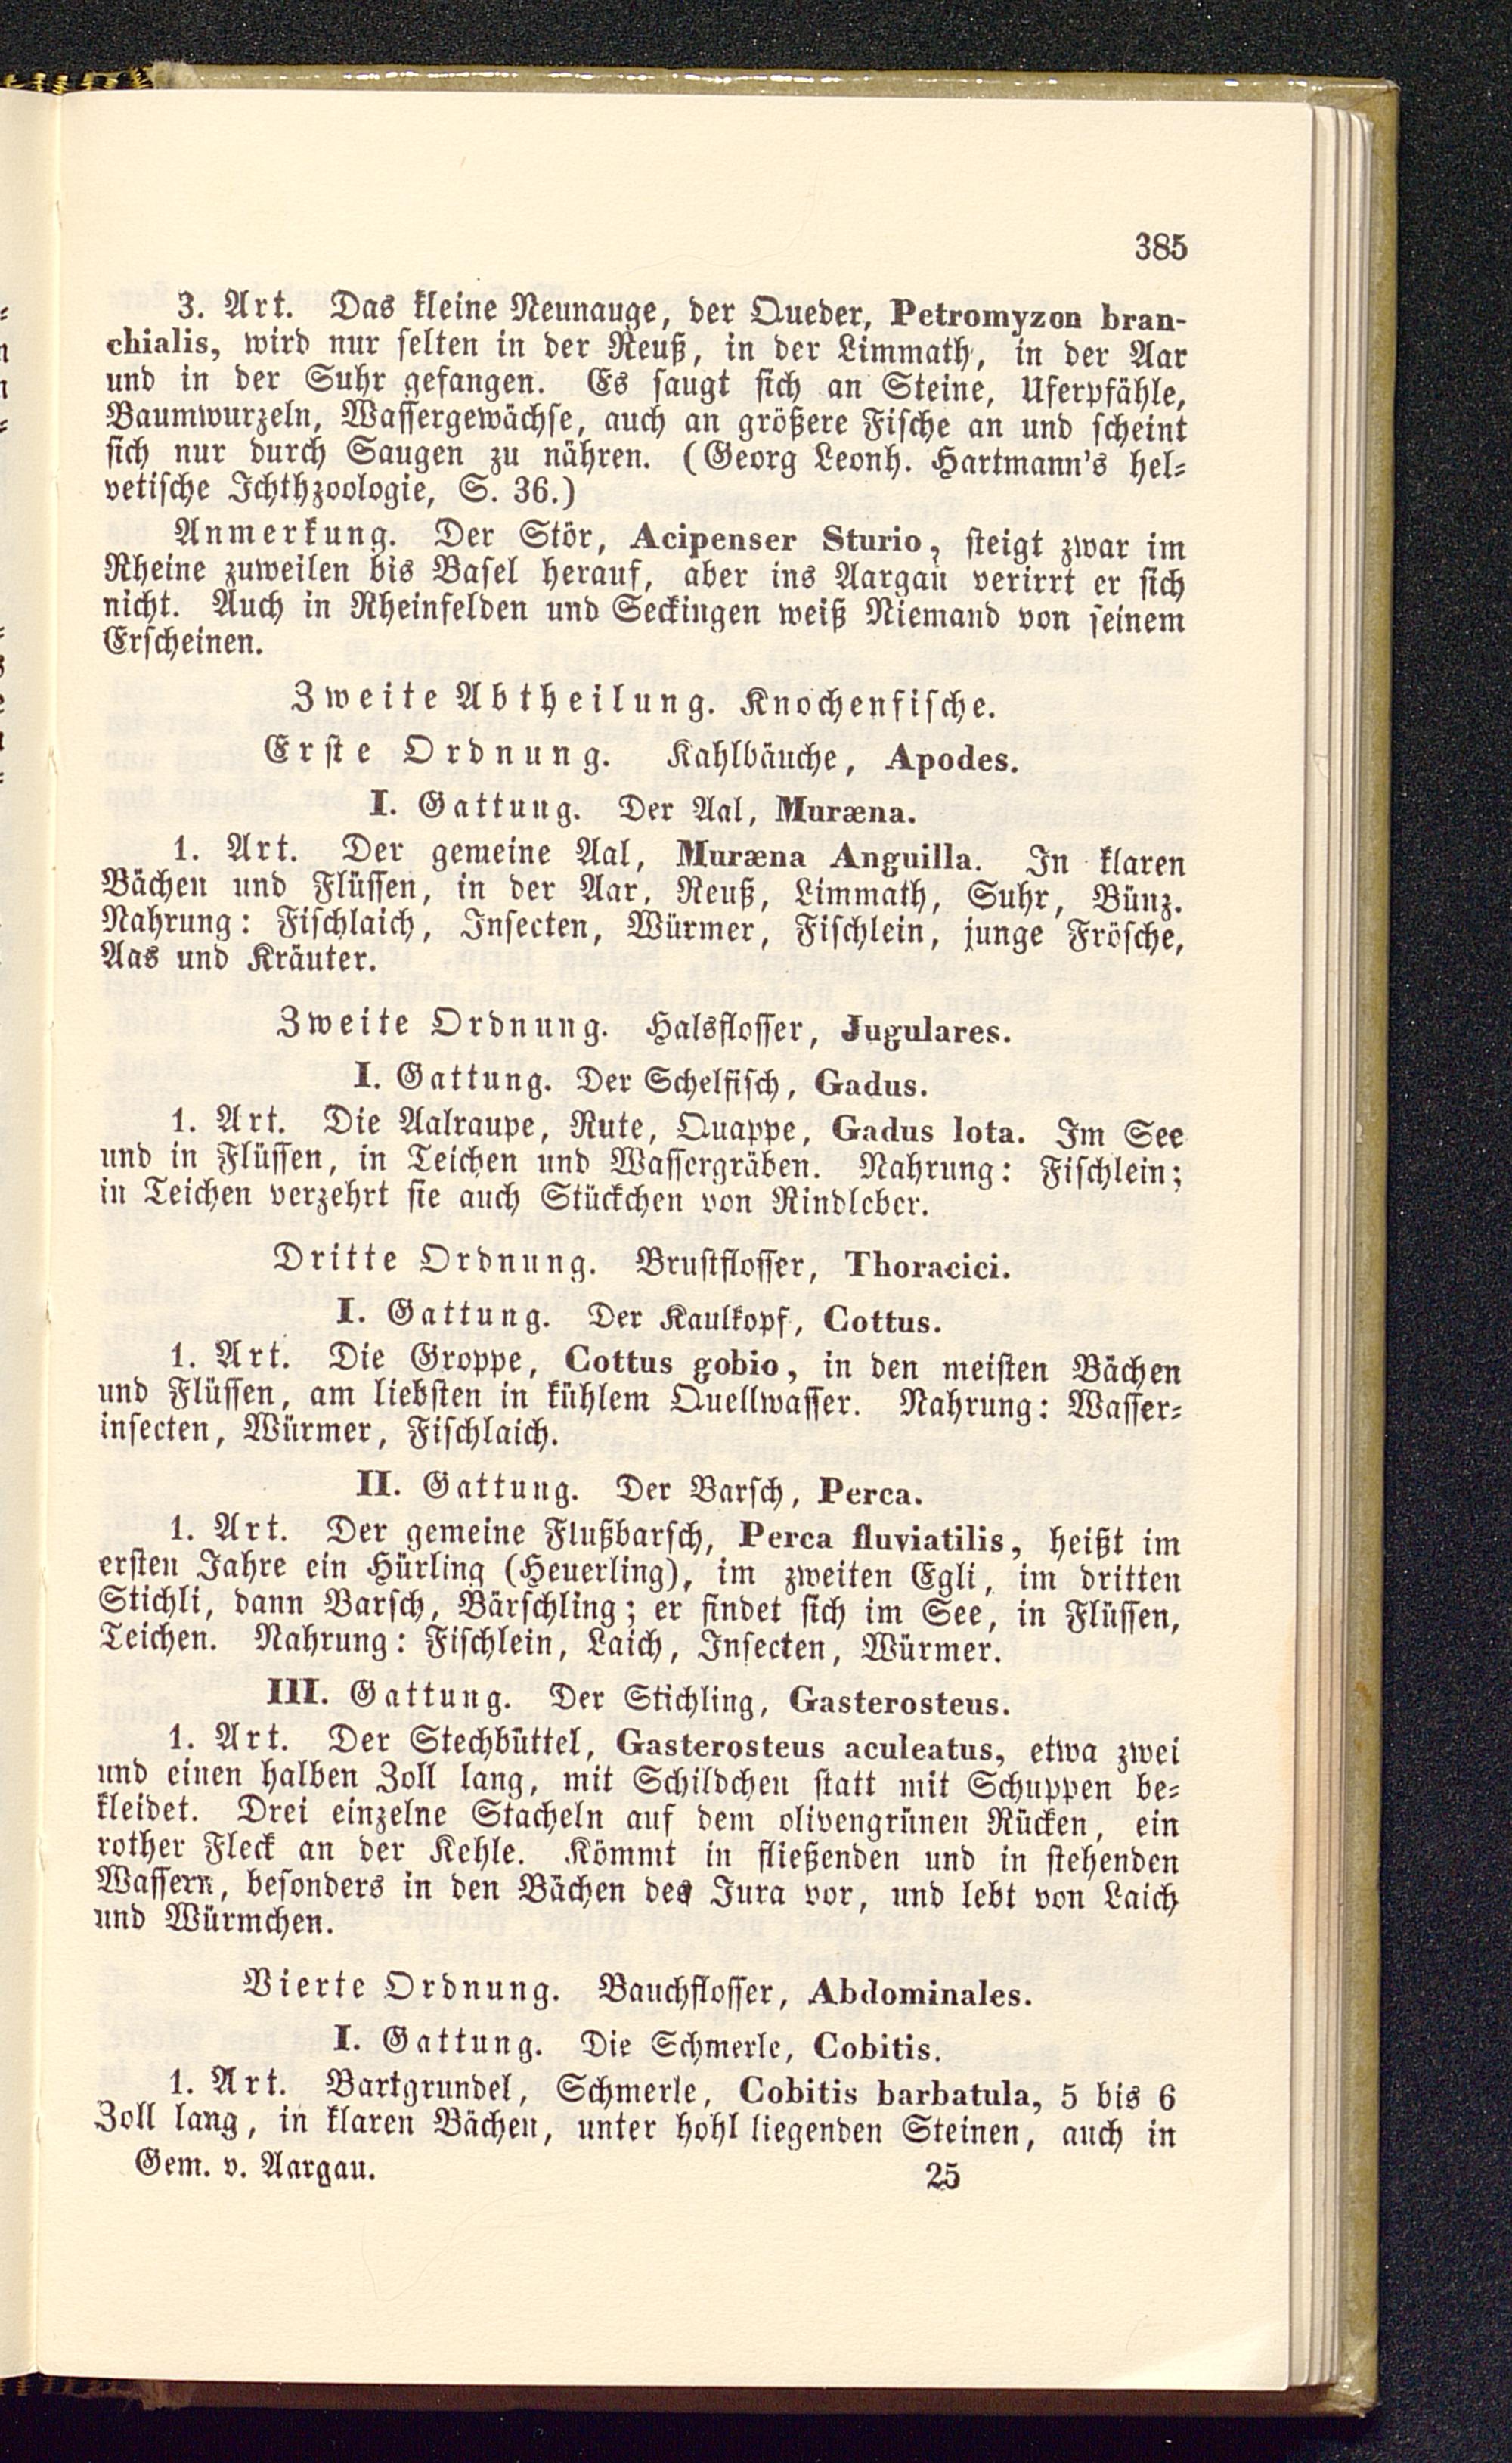 385
3. Art. Das kleine Neunauge, der Queder, Petromyzon bran-
chialis, wird nur selten in der Reuß, in der Limmath, in der Aar
und in der Suhr gefangen. Es saugt sich an Steine, Uferpfähle,
Baumwurzeln, Wassergewächse, auch an größere Fische an und scheint
sich nur durch Saugen zu nähren. (Georg Leonh. Hartmann's hel-
vetische Ichthzoologie, S. 36.)
Anmerkung. Der Stör, Acipenser Sturio, steigt zwar im
Rheine zuweilen bis Basel herauf, aber ins Aargau verirrt er sich
nicht. Auch in Rheinfelden und Seckingen weiß Niemand von seinem
Erscheinen.
Zweite Abtheilung. Knochenfische.
Erste Ordnung. Kahlbäuche, Apodes.
I. Gattung. Der Aal, Muræna.
1. Art. Der gemeine Aal, Muræna Anguilla. In klaren
Bächen und Flüssen, in der Aar, Reuß, Limmath, Suhr, Bünz.
Nahrung: Fischlaich, Insecten, Würmer, Fischlein, junge Frösche,
Aas und Kräuter.
Zweite Ordnung. Halsflosser, Jugulares.
I. Gattung. Der Schelfisch, Gadus.
1. Art. Die Aalraupe, Rute, Quappe, Gadus lota. Im See
und in Flüssen, in Teichen und Wassergräben. Nahrung: Fischlein;
in Teichen verzehrt sie auch Stückchen von Rindleber.
Dritte Ordnung. Brustflosser, Thoracici.
I. Gattung. Der Kaulkopf, Cottus.
1. Art. Die Groppe, Cottus gobio, in den meisten Bächen
und Flüssen, am liebsten in kühlem Quellwasser. Nahrung: Wasser-
insecten, Würmer, Fischlaich.
II. Gattung. Der Barsch, Perca.
1. Art. Der gemeine Flußbarsch, Perca fluviatilis, heißt im
ersten Jahre ein Hürling (Heuerling), im zweiten Egli, im dritten
Stichli, dann Barsch, Bärschling; er findet sich im See, in Flüssen,
Teichen. Nahrung: Fischlein, Laich, Insecten, Würmer.
III. Gattung. Der Stichling, Gasterosteus.
1. Art. Der Stechbüttel, Gasterosteus aculeatus, etwa zwei
und einen halben Zoll lang, mit Schildchen statt mit Schuppen be-
kleidet. Drei einzelne Stacheln auf dem olivengrünen Rücken, ein
rother Fleck an der Kehle. Kömmt in fließenden und in stehenden
Wassern, besonders in den Bächen des Jura vor, und lebt von Laich
und Würmchen.
Vierte Ordnung. Bauchflosser, Abdominales.
I. Gattung. Die Schmerle, Cobitis.
1. Art. Bartgrundel, Schmerle, Cobitis barbatula, 5 bis 6
Zoll lang, in klaren Bächen, unter hohl liegenden Steinen, auch in
Gem. v. Aargau. 25